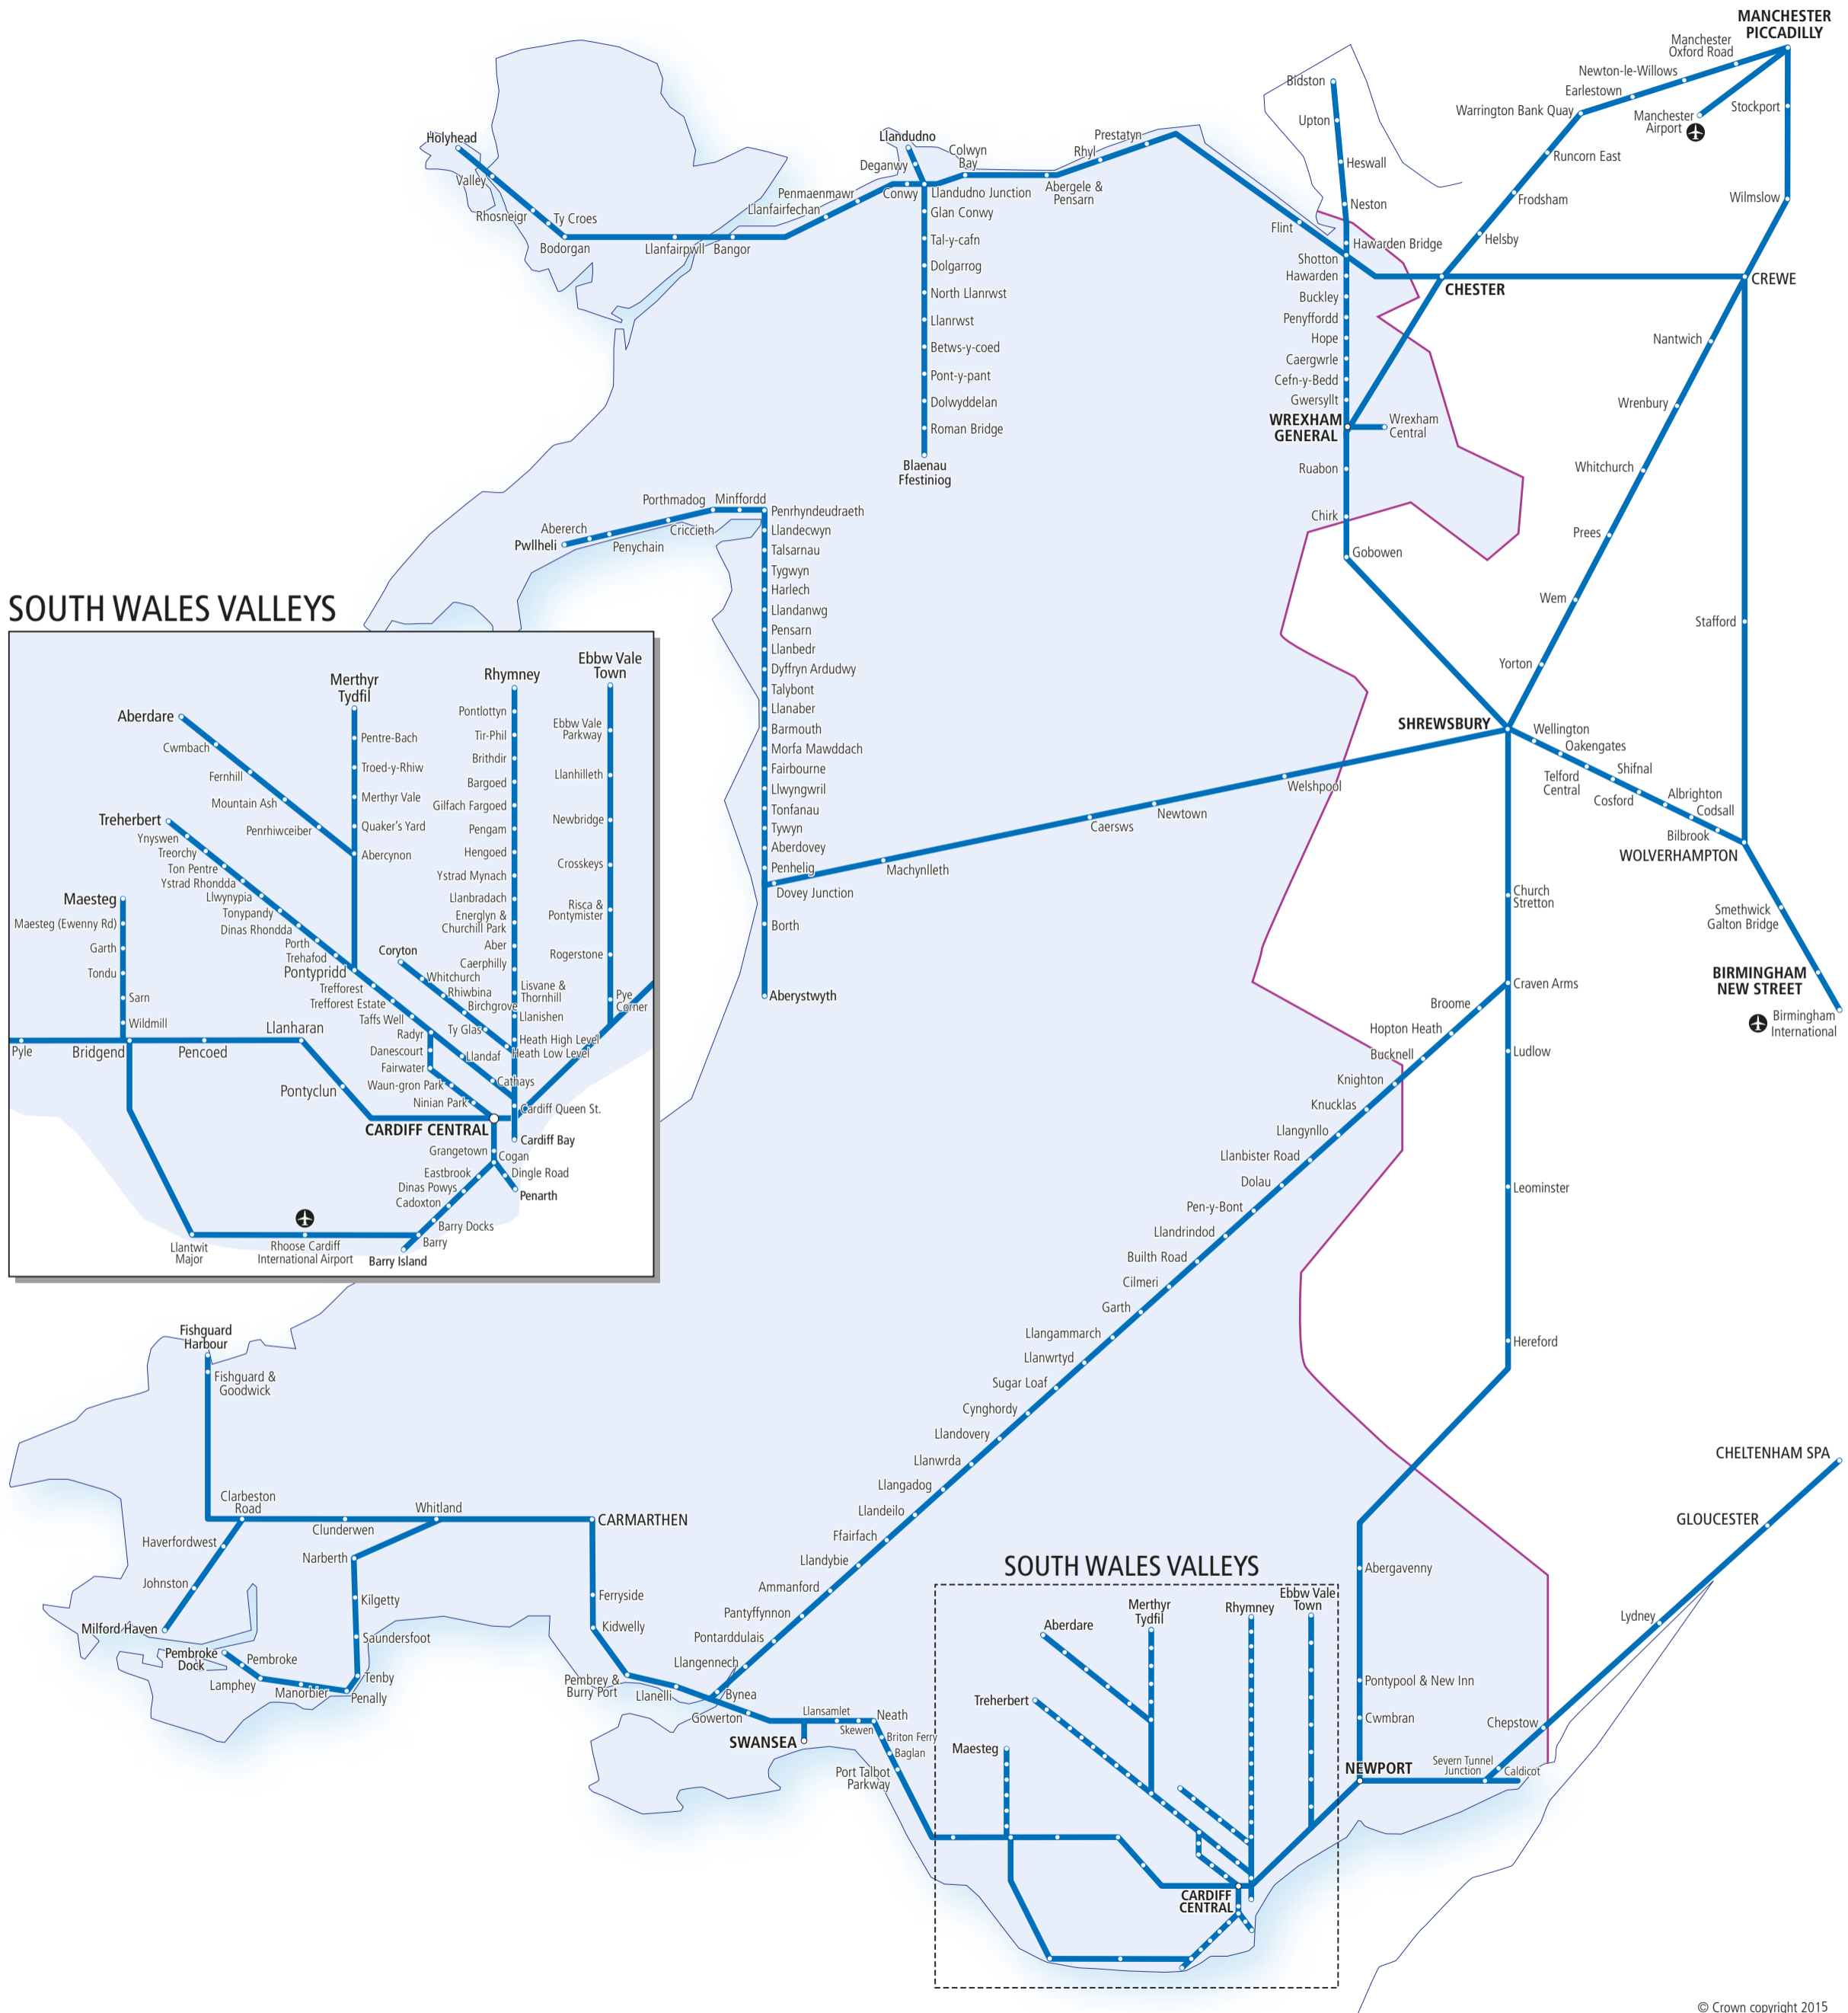 MANCHESTER
PICCADILLY
Manchester
Oxford Road
Newton-le-Willows
Earlestown
Warrington Bank Quay
Manchester
Airport
Stockport
Runcorn East
Frodsham
Helsby
Wilmslow
CREWE
CHESTER
Bidston
Upton
Heswall
Neston
Hawarden Bridge
Shotton
Hawarden
Buckley
Penyffordd
Hope
Caergwrle
Cefn-y-Bedd
Gwersyllt
WREXHAM
GENERAL
Wrexham
Central
Ruabon
Chirk
Gobowen
Holyhead
Valley
Rhosneigr
Ty Croes
Bodorgan
Llanfairpwll
Bangor
Llanfairfechan
Penmaenmawr
Conwy
Llandudno
Deganwy
Llandudno Junction
Colwyn
Bay
Abergele &
Pensarn
Rhyl
Prestatyn
Flint
Glan Conwy
Tal-y-cafn
Dolgarrog
North Llanrwst
Llanrwst
Betws-y-coed
Pont-y-pant
Dolwyddelan
Roman Bridge
Blaenau
Ffestiniog
Nantwich
Wrenbury
Whitchurch
Prees
Wem
Yorton
Stafford
SHREWSBURY
Wellington
Oakengates
Telford
Central
Shifnal
Cosford
Albrighton
Codsall
Bilbrook
WOLVERHAMPTON
Smethwick
Galton Bridge
BIRMINGHAM
NEW STREET
Birmingham
International
Pwllheli
Abererch
Penychain
Criccieth
Porthmadog
Minffordd
Penrhyndeudraeth
Llandecwyn
Talsarnau
Tygwyn
Harlech
Llandanwg
Pensarn
Llanbedr
Dyffryn Ardudwy
Talybont
Llanaber
Barmouth
Morfa Mawddach
Fairbourne
Llwyngwril
Tonfanau
Tywyn
Aberdovey
Penhelig
Dovey Junction
Borth
Aberystwyth
Machynlleth
Caersws
Newtown
Welshpool
Church
Stretton
Craven Arms
Ludlow
Leominster
Hereford
Broome
Hopton Heath
Bucknell
Knighton
Knucklas
Llangynllo
Llanbister Road
Dolau
Pen-y-Bont
Llandrindod
Builth Road
Cilmeri
Garth
Llangammarch
Llanwrtyd
Sugar Loaf
Cynghordy
Llandovery
Llanwrda
Llangadog
Llandeilo
Ffairfach
Llandybie
Ammanford
Pantyffynnon
Pontarddulais
Llangennech
Bynea
SOUTH WALES VALLEYS
Aberdare
Cwmbach
Fernhill
Mountain Ash
Penrhiwceiber
Merthyr
Tydfil
Pentre-Bach
Troed-y-Rhiw
Merthyr Vale
Quaker's Yard
Abercynon
Rhymney
Pontlottyn
Tir-Phil
Brithdir
Bargoed
Gilfach Fargoed
Pengam
Hengoed
Ystrad Mynach
Llanbradach
Energlyn &
Churchill Park
Aber
Caerphilly
Lisvane &
Thornhill
Llanishen
Heath High Level
Heath Low Level
Ebbw Vale
Town
Ebbw Vale
Parkway
Llanhilleth
Newbridge
Crosskeys
Risca &
Pontymister
Rogerstone
Pye
Corner
Treherbert
Ynyswen
Treorchy
Ton Pentre
Ystrad Rhondda
Llwynypia
Tonypandy
Dinas Rhondda
Porth
Trehafod
Pontypridd
Trefforest
Trefforest Estate
Taffs Well
Radyr
Danescourt
Fairwater
Waun-gron Park
Ninian Park
Llandaf
Cathays
Coryton
Whitchurch
Rhiwbina
Birchgrove
Ty Glas
Maesteg
Maesteg (Ewenny Rd)
Garth
Tondu
Sarn
Wildmill
Pyle
Bridgend
Pencoed
Llanharan
Pontyclun
CARDIFF CENTRAL
Cardiff Queen St.
Cardiff Bay
Grangetown
Cogan
Eastbrook
Dingle Road
Dinas Powys
Penarth
Cadoxton
Barry Docks
Barry
Barry Island
Rhoose Cardiff
International Airport
Llantwit
Major
Fishguard
Harbour
Fishguard &
Goodwick
Clarbeston
Road
Haverfordwest
Johnston
Milford Haven
Clunderwen
Whitland
CARMARTHEN
Narberth
Kilgetty
Saundersfoot
Tenby
Penally
Manorbier
Lamphey
Pembroke
Pembroke
Dock
Ferryside
Kidwelly
Pembrey &
Burry Port
Llanelli
Gowerton
SWANSEA
Llansamlet
Skewen
Neath
Briton Ferry
Baglan
Port Talbot
Parkway
SOUTH WALES VALLEYS
Aberdare
Merthyr
Tydfil
Rhymney
Ebbw Vale
Town
Treherbert
Maesteg
CARDIFF
CENTRAL
Abergavenny
Pontypool & New Inn
Cwmbran
NEWPORT
Severn Tunnel
Junction
Caldicot
Chepstow
Lydney
GLOUCESTER
CHELTENHAM SPA
© Crown copyright 2015